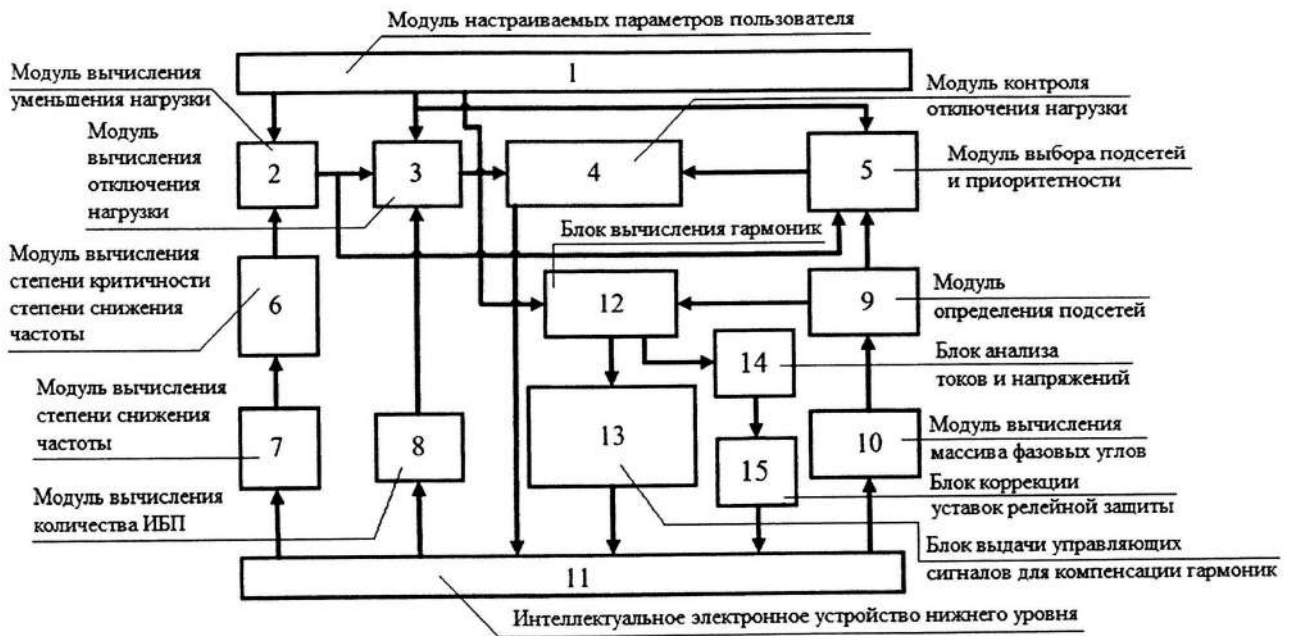 Модуль настраиваемых параметров пользователя
1
Модуль вычисления
уменьшения нагрузки
Модуль контроля
отключения нагрузки
Модуль
вычисления
отключения
нагрузки
2
3
4
5
Модуль выбора подсетей
и приоритетности
Блок вычисления гармоник
Модуль вычисления
степени критичности
степени снижения
частоты
6
12
9
Модуль
определения подсетей
14
Блок анализа
токов и напряжений
Модуль вычисления
степени снижения
частоты
7
8
13
15
10
Модуль вычисления
массива фазовых углов
Модуль вычисления
количества ИБП
Блок коррекции
уставок релейной защиты
Блок выдачи управляющих
сигналов для компенсации гармоник
11
Интеллектуальное электронное устройство нижнего уровня